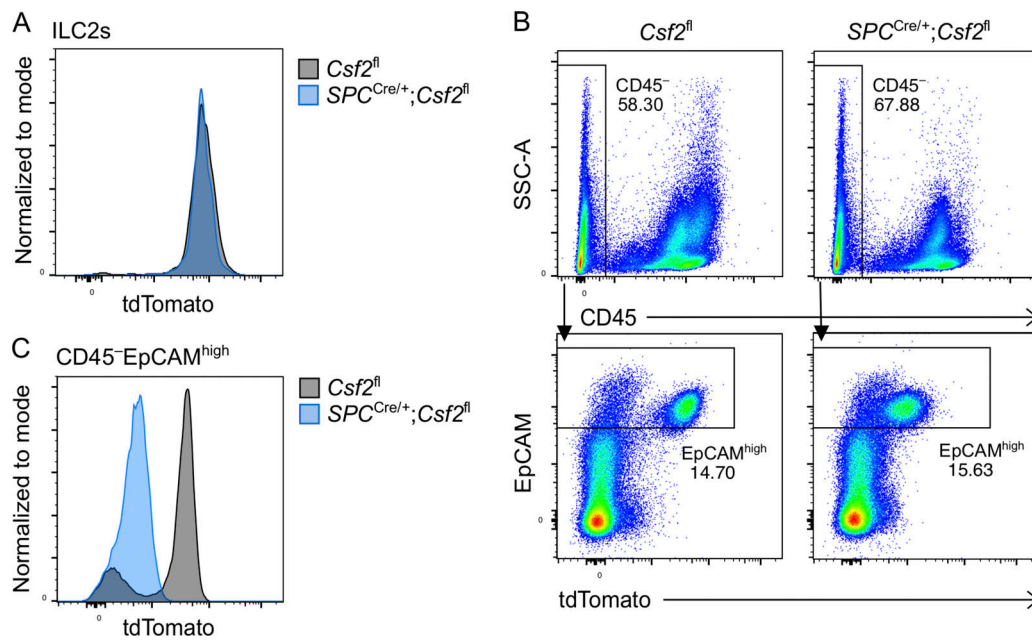 A
ILC2s
Normalized to mode
0
0
tdTomato
Csf2fl
SPCCre/+;Csf2fl
B
Csf2fl
SPCCre/+;Csf2fl
SSC-A
CD45–
58.30
CD45–
67.88
0
0
0
CD45
EpCAM
EpCAMhigh
14.70
EpCAMhigh
15.63
0
0
0
tdTomato
C
CD45–EpCAMhigh
Normalized to mode
0
0
tdTomato
Csf2fl
SPCCre/+;Csf2fl